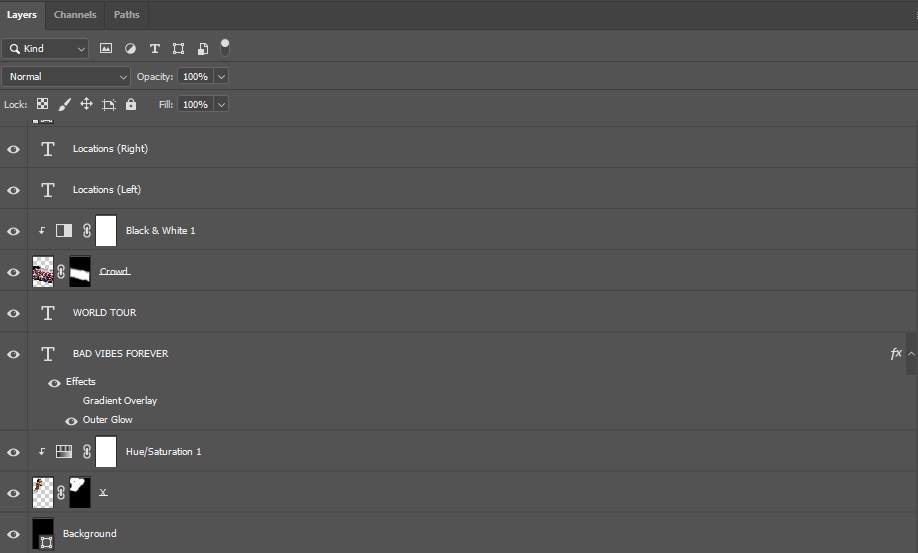 Layers Channels Paths
Kind
Normal Opacity: 100%
Lock: Fill: 100%
Locations (Right)
Locations (Left)
Black & White 1
Crowd
WORLD TOUR
BAD VIBES FOREVER fx
Effects
Gradient Overlay
Outer Glow
Hue/Saturation 1
X
Background